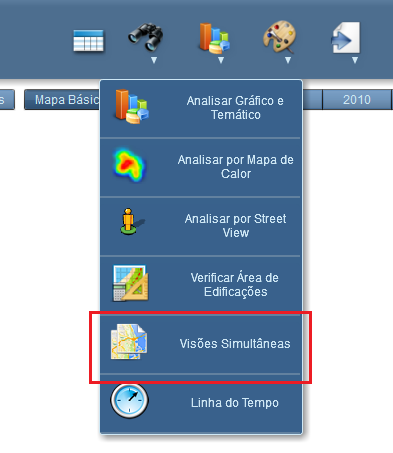 s
Mapa Básic
2010
Analisar Gráfico e
Temático
Analisar por Mapa de
Calor
Analisar por Street
View
Verificar Área de
Edificações
Visões Simultâneas
Linha do Tempo